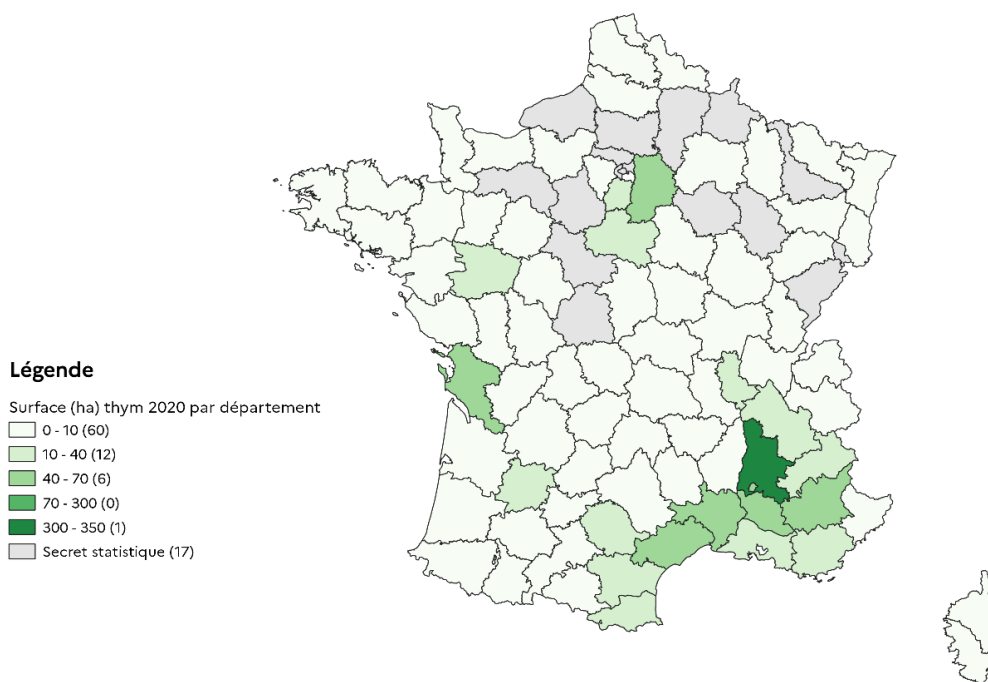 Légende
Surface (ha) thym 2020 par département
0 - 10 (60)
10 - 40 (12)
40 - 70 (6)
70 - 300 (0)
300 - 350 (1)
Secret statistique (17)